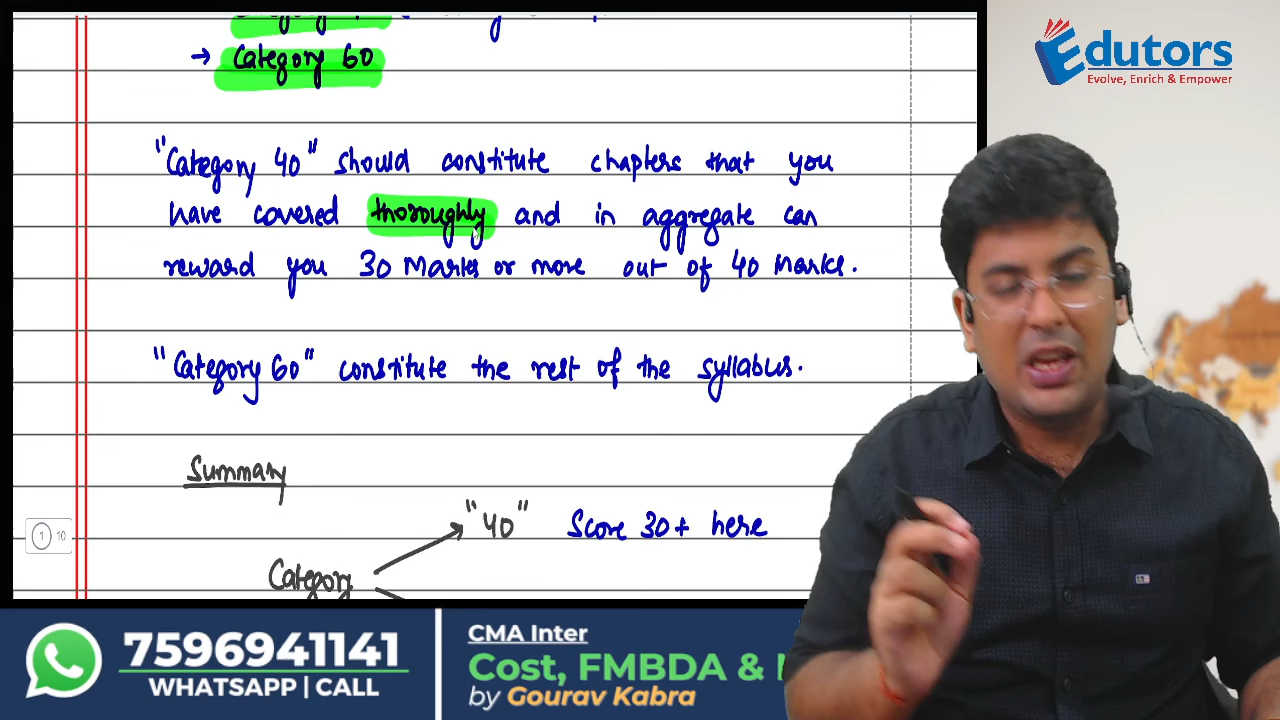 → Category 60
Edutors
Evolve, Enrich & Empower
"Category 40" should constitute chapters that you
have covered thoroughly and in aggregate can
reward you 30 Marks or more out of 40 Marks.
"Category 60" constitute the rest of the syllabus.
Summary
"40" Score 30+ here
1 10
Category
7596941141
WHATSAPP | CALL
CMA Inter
Cost, FMBDA &
by Gourav Kabra